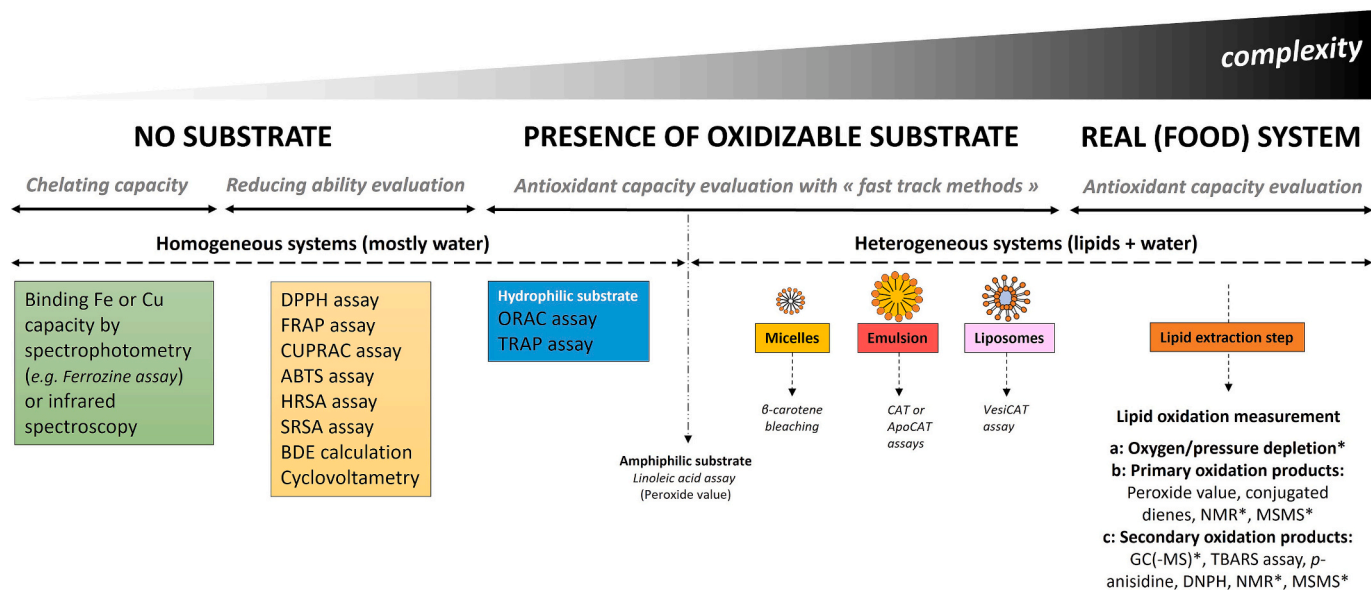 complexity
NO SUBSTRATE
PRESENCE OF OXIDIZABLE SUBSTRATE
REAL (FOOD) SYSTEM
Chelating capacity
Reducing ability evaluation
Antioxidant capacity evaluation with « fast track methods »
Antioxidant capacity evaluation
Homogeneous systems (mostly water)
Heterogeneous systems (lipids + water)
Binding Fe or Cu
capacity by
spectrophotometry
(e.g. Ferrozine assay)
or infrared
spectroscopy
DPPH assay
FRAP assay
CUPRAC assay
ABTS assay
HRSA assay
SRSA assay
BDE calculation
Cyclovoltametry
Hydrophilic substrate
ORAC assay
TRAP assay
Amphiphilic substrate
Linoleic acid assay
(Peroxide value)
Micelles
β-carotene
bleaching
Emulsion
CAT or
ApoCAT
assays
Liposomes
VesiCAT
assay
Lipid extraction step
Lipid oxidation measurement
a: Oxygen/pressure depletion*
b: Primary oxidation products:
Peroxide value, conjugated
dienes, NMR*, MSMS*
c: Secondary oxidation products:
GC(-MS)*, TBARS assay, p-
anisidine, DNPH, NMR*, MSMS*